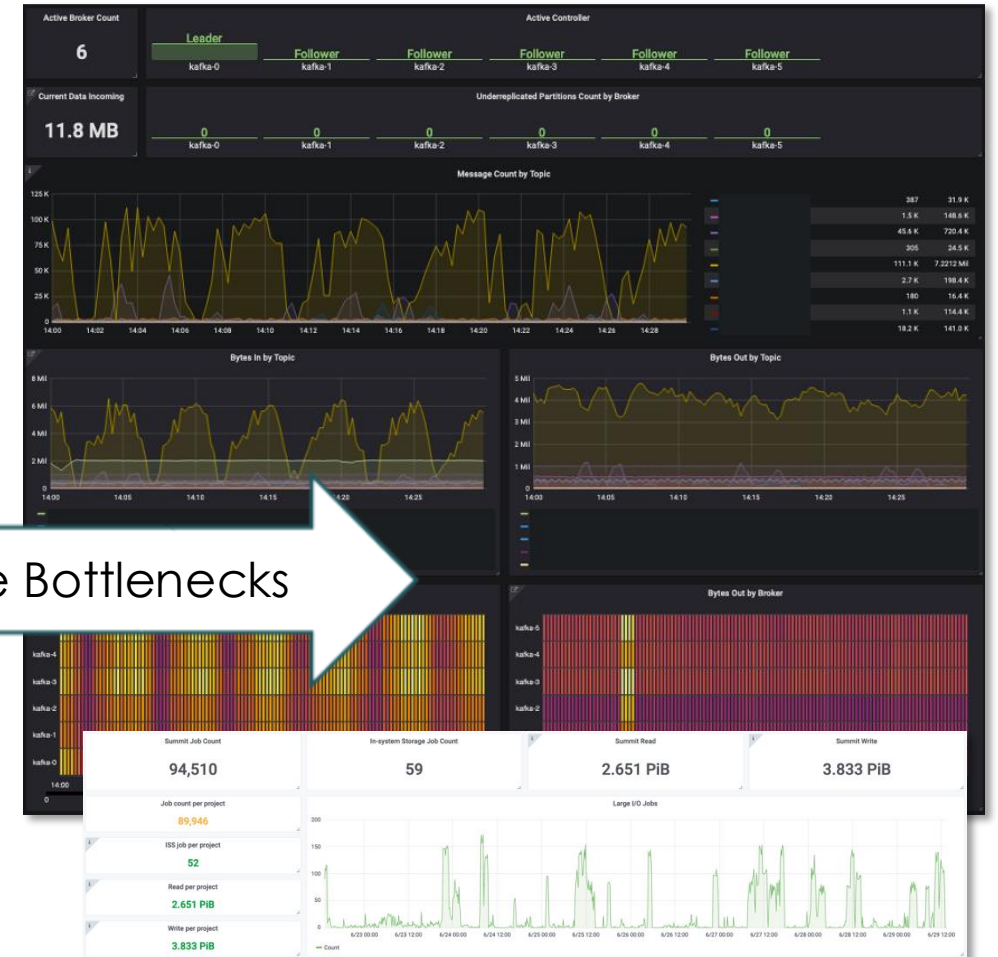 Active Broker Count
6
Active Controller
Leader
kafka-0
Follower
kafka-1
Follower
kafka-2
Follower
kafka-3
Follower
kafka-4
Follower
kafka-5
Current Data Incoming
11.8 MB
Underreplicated Partitions Count by Broker
0 0 0 0 0 0
kafka-0 kafka-1 kafka-2 kafka-3 kafka-4 kafka-5
Message Count by Topic
125 K
100 K
75 K
50 K
25 K
0
14:00 14:02 14:04 14:06 14:08 14:10 14:12 14:14 14:16 14:18 14:20 14:22 14:24 14:26 14:28
387 31.9 K
1.5 K 148.6 K
45.6 K 720.4 K
305 24.5 K
111.1 K 7.2212 Mil
2.7 K 198.4 K
180 16.4 K
1.1 K 114.4 K
18.2 K 141.0 K
Bytes In by Topic
8 Mil
6 Mil
4 Mil
2 Mil
0
14:00 14:05 14:10 14:15 14:20 14:25
Bytes Out by Topic
5 Mil
4 Mil
3 Mil
2 Mil
1 Mil
0
14:00 14:05 14:10 14:15 14:20 14:25
e Bottlenecks
kafka-4
kafka-3
kafka-2
kafka-1
kafka-0
14:00
0
Bytes Out by Broker
kafka-5
kafka-4
kafka-3
kafka-2
Summit Job Count
94,510
In-system Storage Job Count
59
Summit Read
2.651 PiB
Summit Write
3.833 PiB
Job count per project
89,946
ISS job per project
52
Read per project
2.651 PiB
Write per project
3.833 PiB
Large I/O Jobs
200
150
100
50
0
6/23 00:00 6/23 12:00 6/24 00:00 6/24 12:00 6/25 00:00 6/25 12:00 6/26 00:00 6/26 12:00 6/27 00:00 6/27 12:00 6/28 00:00 6/28 12:00 6/29 00:00 6/29 12:00
Count